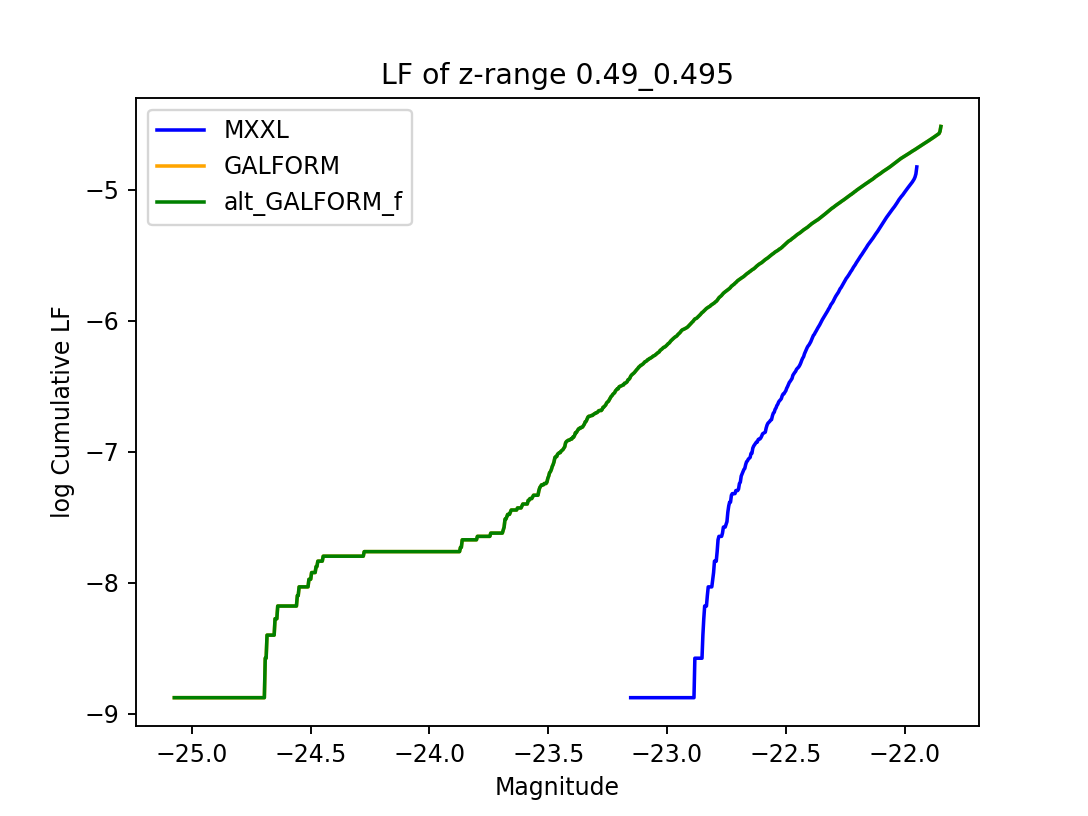 LF of z-range 0.49_0.495
MXXL
GALFORM
alt_GALFORM_f
log Cumulative LF
−5
−6
−7
−8
−9
−25.0 −24.5 −24.0 −23.5 −23.0 −22.5 −22.0
Magnitude